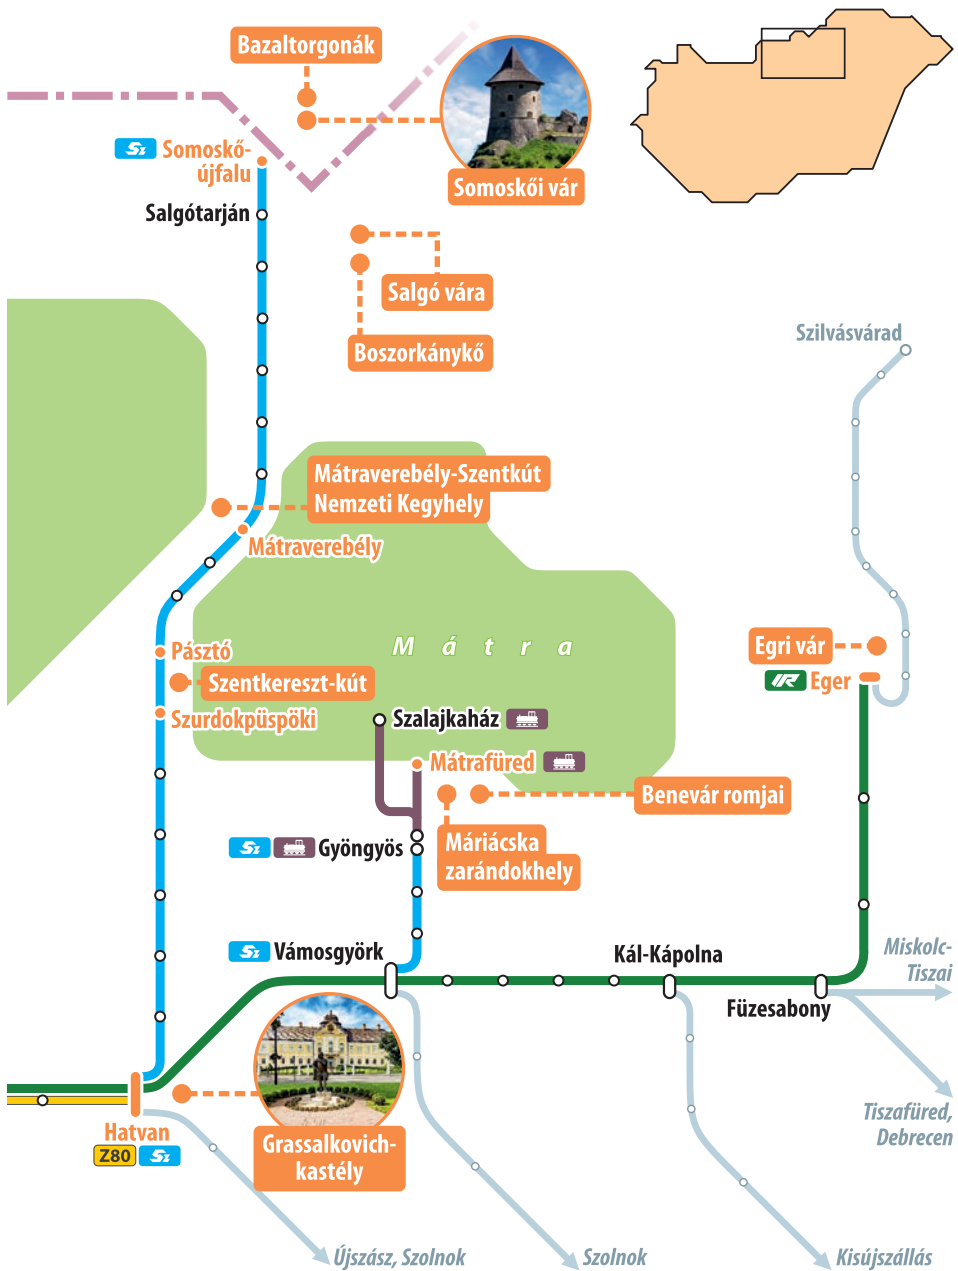 Bazaltorgonák
Somoskő-
újfalu
Somoskői vár
Salgótarján
Salgó vára
Boszorkánykő
Szilvásvárad
Mátraverebély-Szentkút
Nemzeti Kegyhely
Mátraverebély
Mátra
Pásztó
Egri vár
Szentkereszt-kút
IR
Eger
Szurdokpüspöki
Szalajkaház
Mátrafüred
Benevár romjai
Máriácska
zarándokhely
Gyöngyös
Vámosgyörk
Kál-Kápolna
Miskolc-
Tiszai
Füzesabony
Tiszafüred,
Debrecen
Hatvan
Z80
Grassalkovich-
kastély
Újszász, Szolnok
Szolnok
Kisújszállás